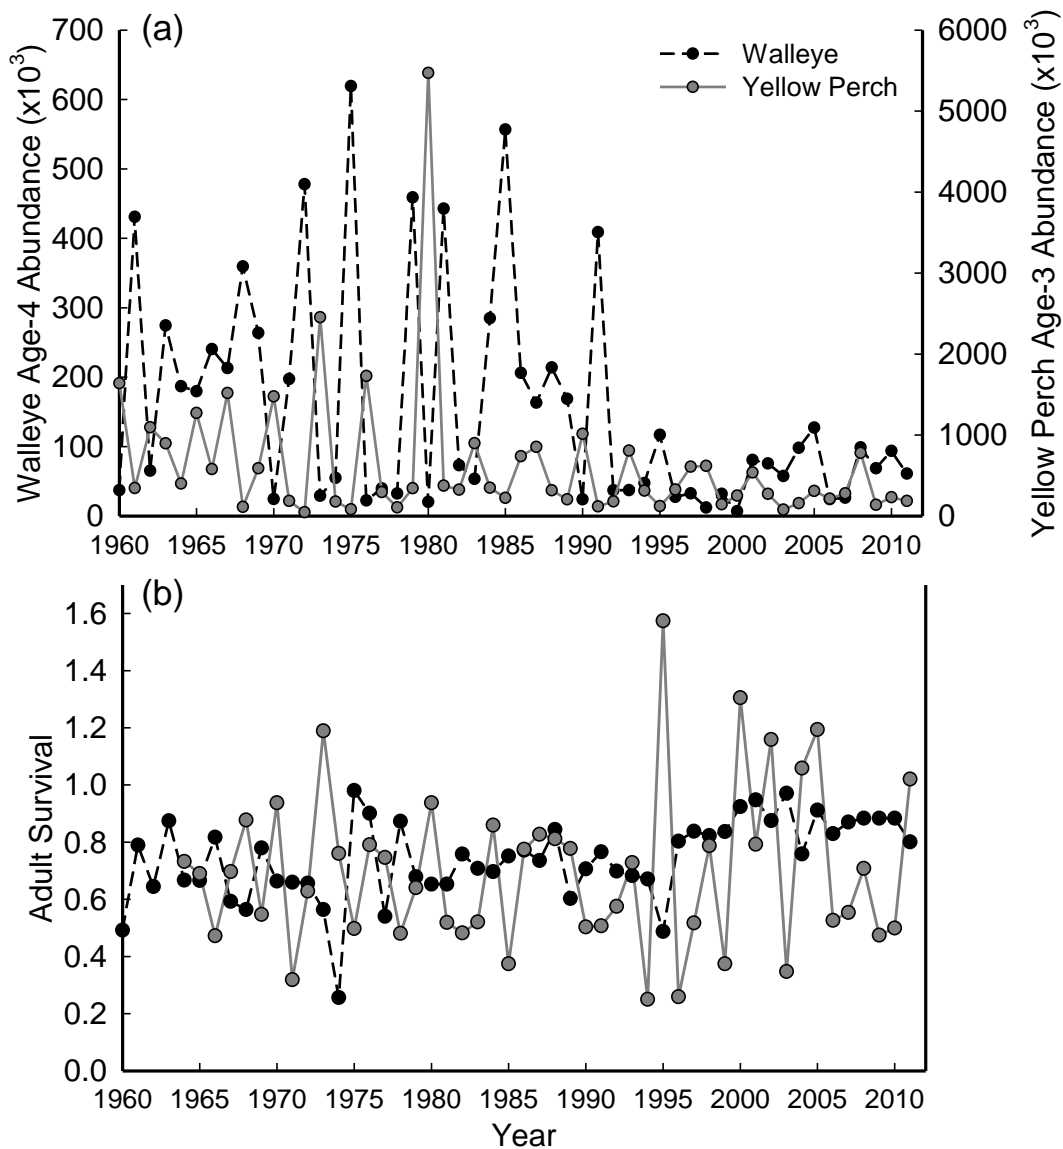 (a)
Walleye Age-4 Abundance (x10³)
700
600
500
400
300
200
100
0
Walleye
Yellow Perch
6000
5000
4000
3000
2000
1000
0
Yellow Perch Age-3 Abundance (x10³)
1960 1965 1970 1975 1980 1985 1990 1995 2000 2005 2010
(b)
Adult Survival
1.6
1.4
1.2
1.0
0.8
0.6
0.4
0.2
0.0
1960 1965 1970 1975 1980 1985 1990 1995 2000 2005 2010
Year